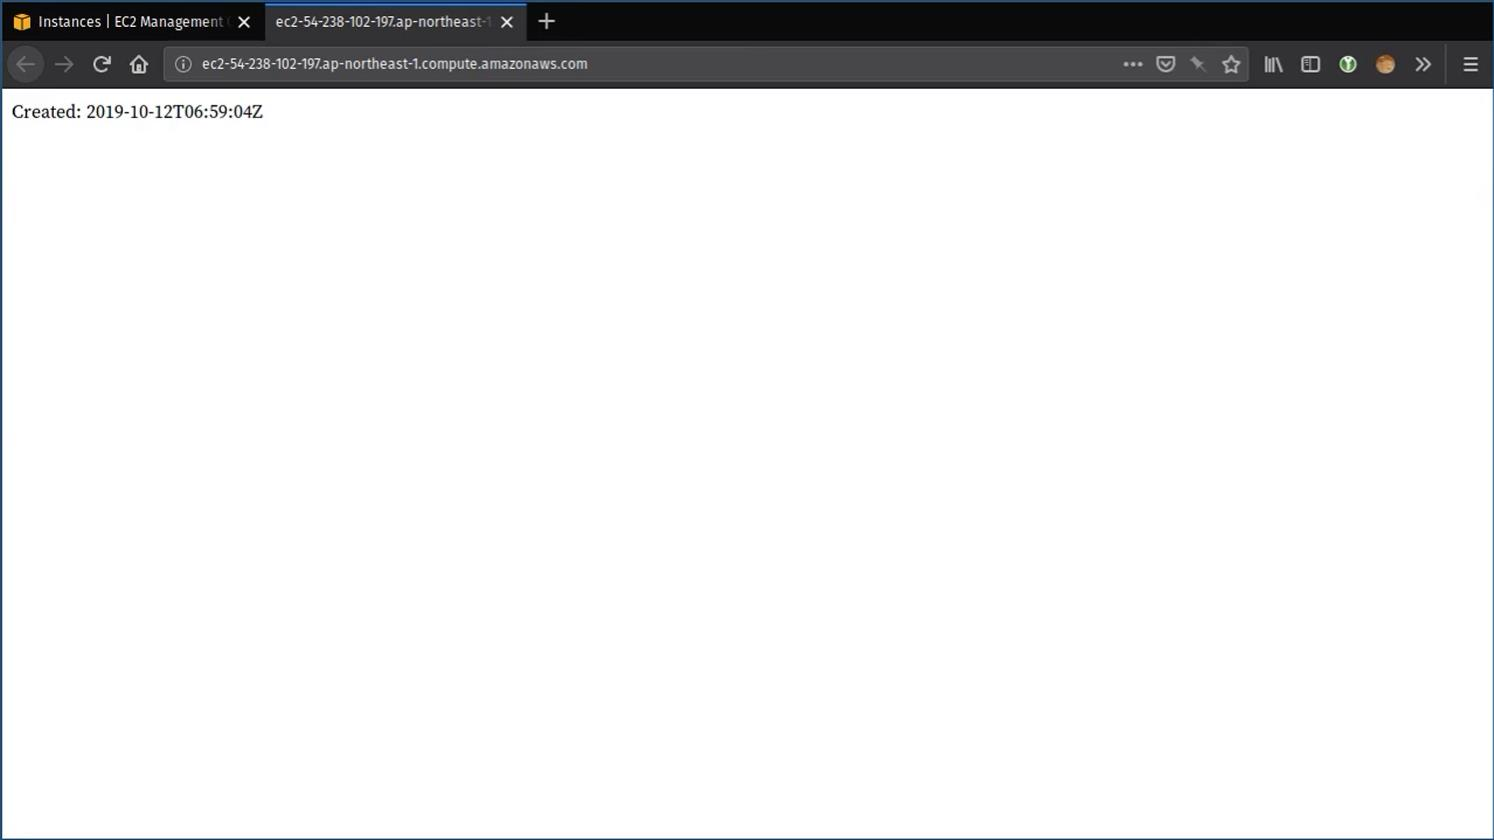 Instances | EC2 Management
ec2-54-238-102-197.ap-northeast-1
ec2-54-238-102-197.ap-northeast-1.compute.amazonaws.com
Created: 2019-10-12T06:59:04Z